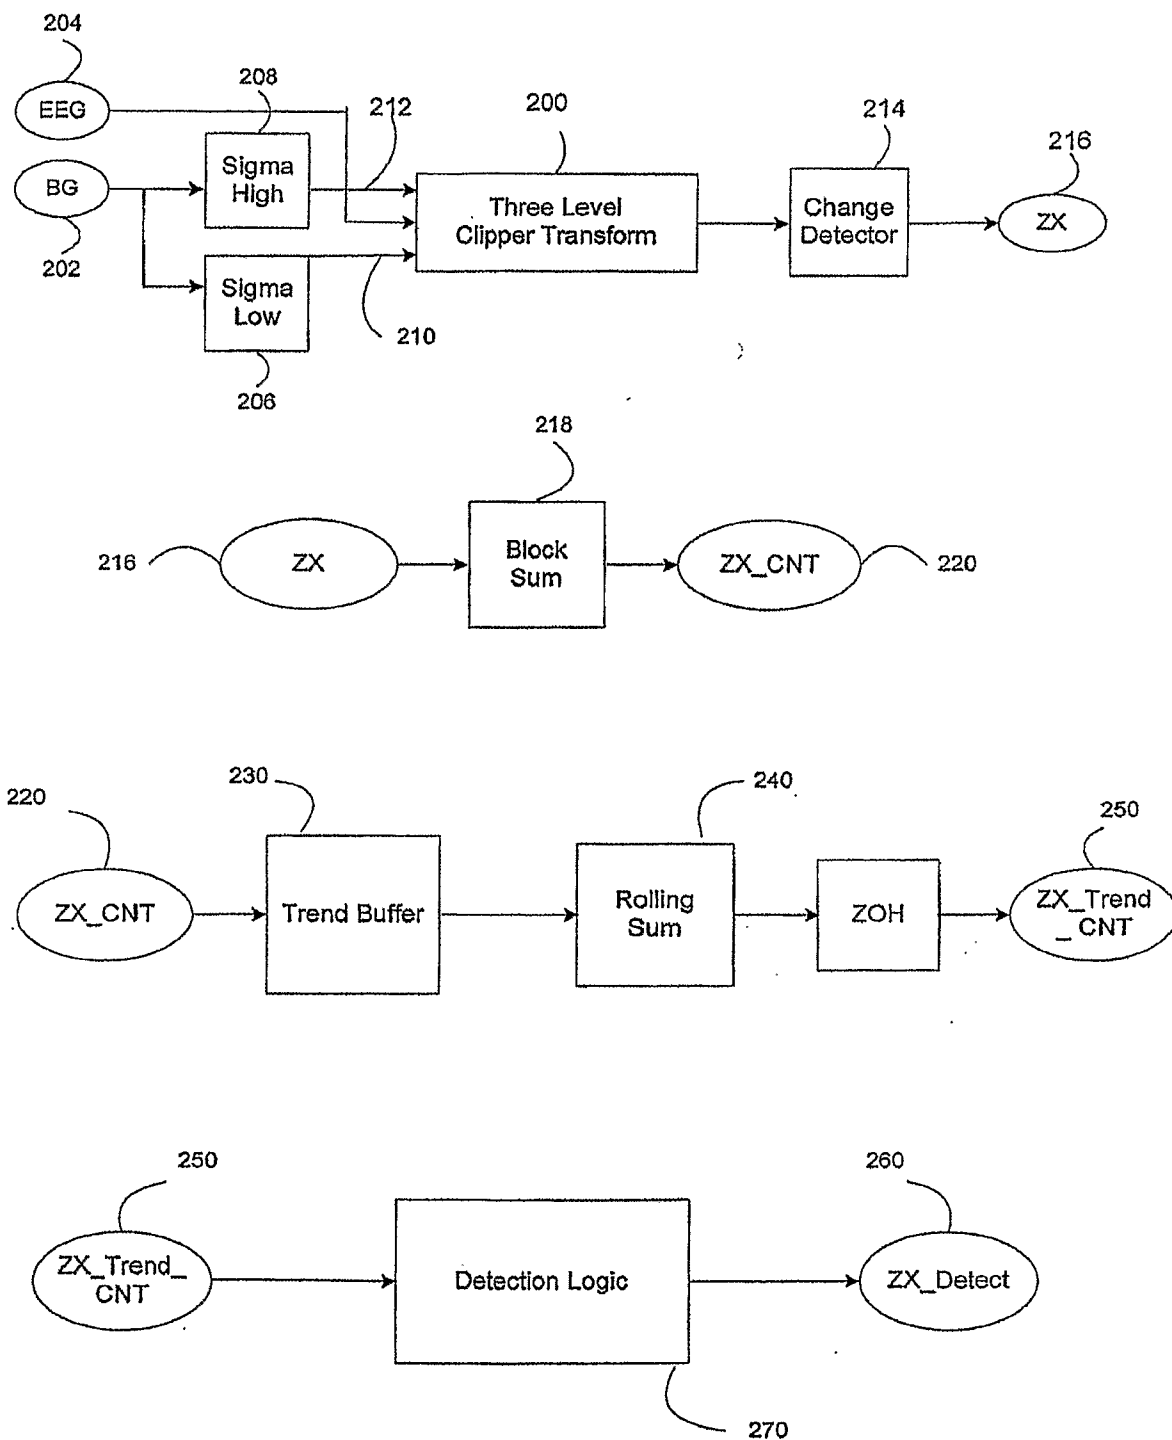 204
EEG
208
212
200
214
216
Sigma
High
BG
202
Three Level
Clipper Transform
Change
Detector
ZX
Sigma
Low
210
206
218
216
ZX
Block
Sum
ZX_CNT
220
230
240
220
250
ZX_CNT
Trend Buffer
Rolling
Sum
ZOH
ZX_Trend
_ CNT
250
260
ZX_Trend_
CNT
Detection Logic
ZX_Detect
270